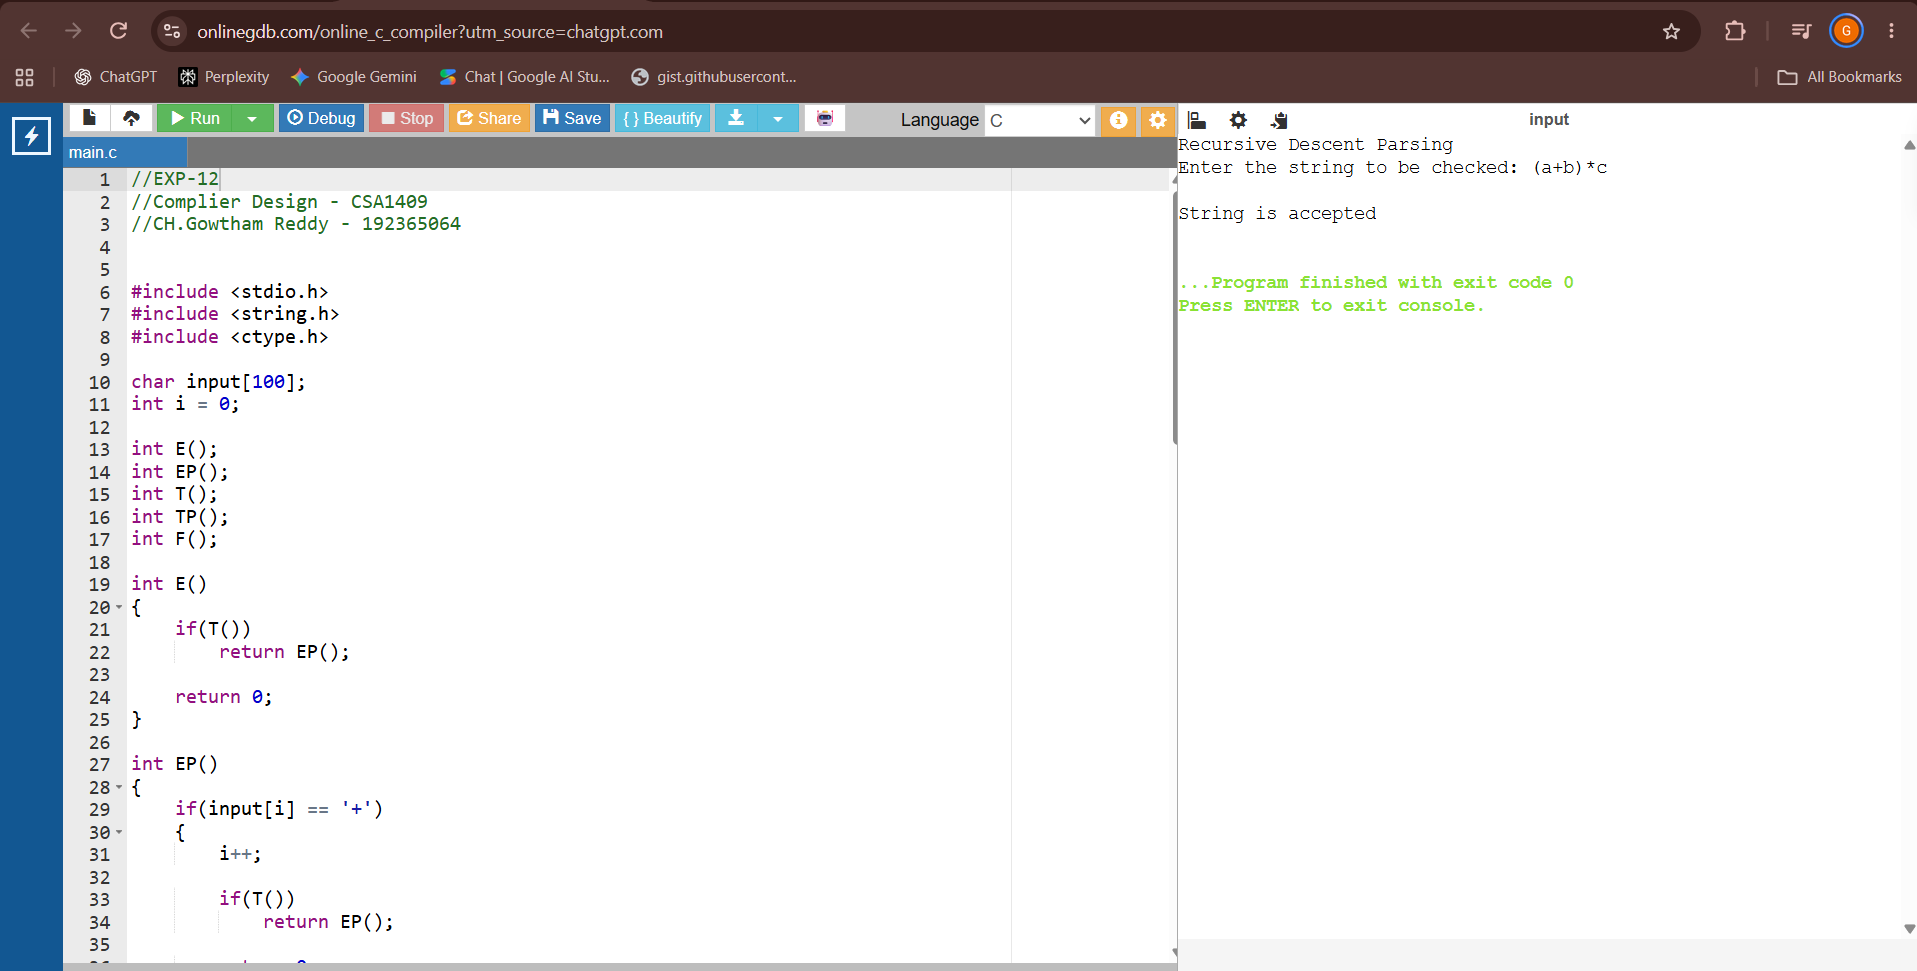 onlinegdb.com/online_c_compiler?utm_source=chatgpt.com
G
ChatGPT Perplexity Google Gemini Chat | Google AI Stu... gist.githubusercont... All Bookmarks
Run Debug Stop Share Save { } Beautify Language C
main.c
1 //EXP-12
2 //Complier Design - CSA1409
3 //CH.Gowtham Reddy - 192365064
4
5
6 #include <stdio.h>
7 #include <string.h>
8 #include <ctype.h>
9
10 char input[100];
11 int i = 0;
12
13 int E();
14 int EP();
15 int T();
16 int TP();
17 int F();
18
19 int E()
20 {
21 if(T())
22 return EP();
23
24 return 0;
25 }
26
27 int EP()
28 {
29 if(input[i] == '+')
30 {
31 i++;
32
33 if(T())
34 return EP();
35
input
Recursive Descent Parsing
Enter the string to be checked: (a+b)*c
String is accepted
...Program finished with exit code 0
Press ENTER to exit console.